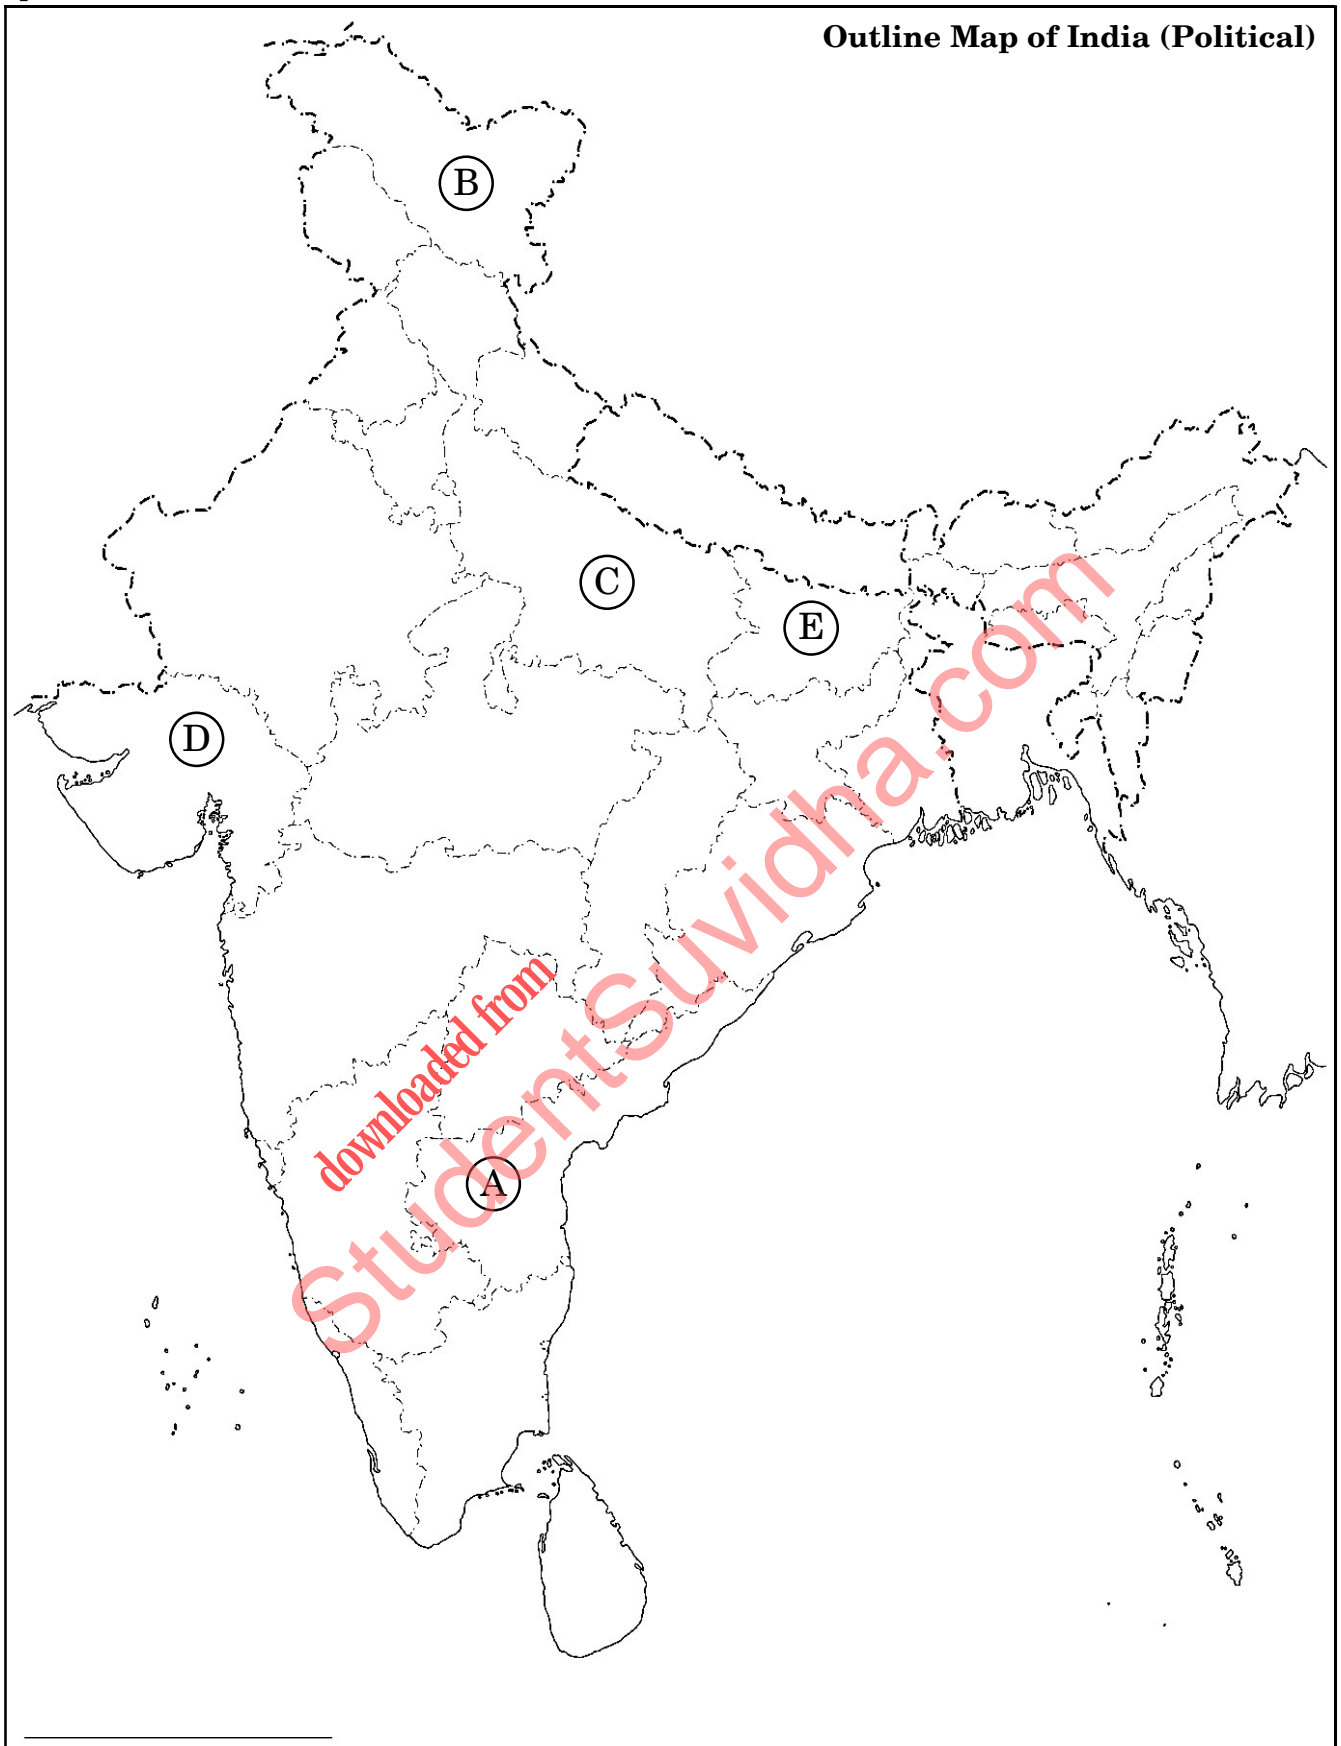 Outline Map of India (Political)
B
C
E
D
A
downloaded from
StudentSuvidha.com